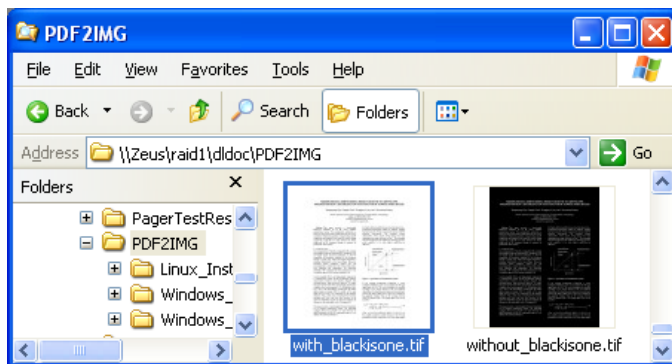 PDF2IMG
File Edit View Favorites Tools Help
Back Search Folders
Address \\Zeus\raid1\dldoc\PDF2IMG Go
Folders x
PagerTestRes
PDF2IMG
Linux_Inst
Windows_
Windows_
with_blackisone.tif without_blackisone.tif